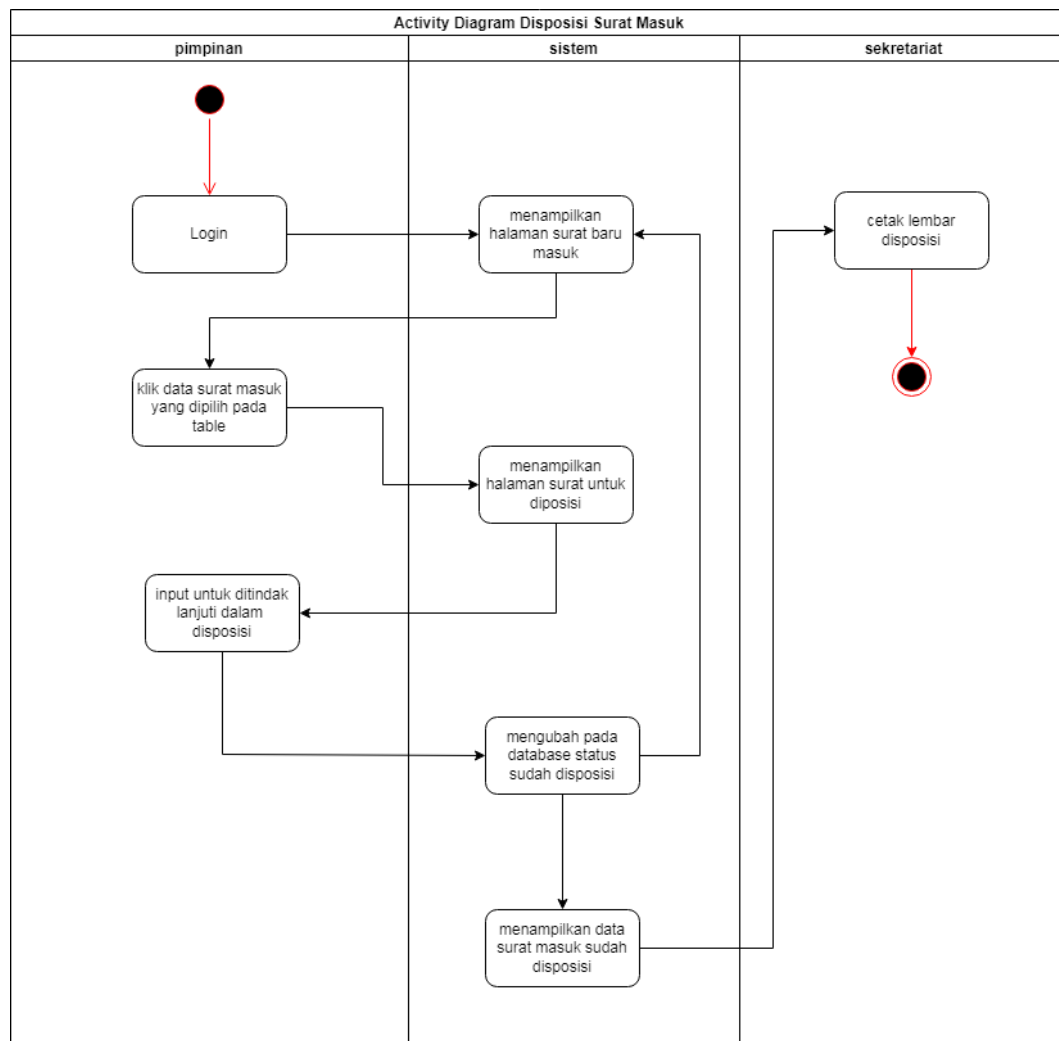 Activity Diagram Disposisi Surat Masuk
pimpinan
sistem
sekretariat
Login
menampilkan
halaman surat baru
masuk
cetak lembar
disposisi
klik data surat masuk
yang dipilih pada
table
menampilkan
halaman surat untuk
diposisi
input untuk ditindak
lanjuti dalam
disposisi
mengubah pada
database status
sudah disposisi
menampilkan data
surat masuk sudah
disposisi